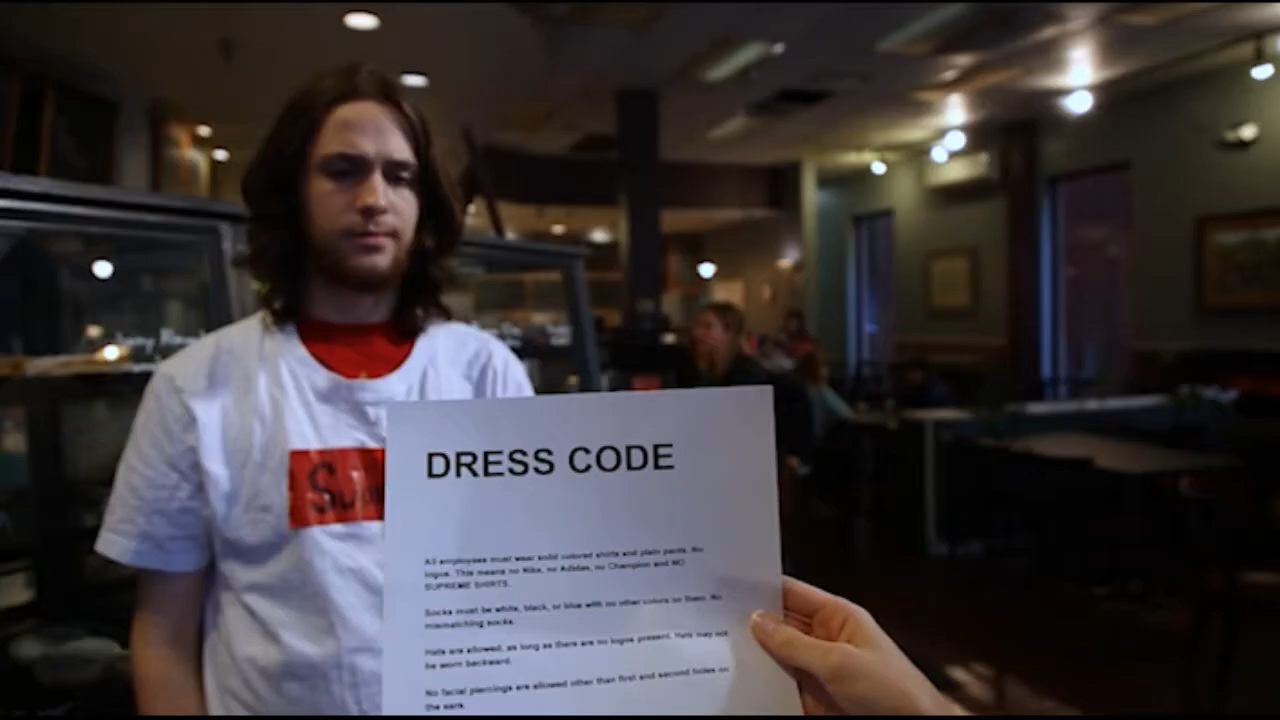 Su
DRESS CODE
All employees must wear solid colored shirts and plain pants. No
logos. This means no Nike, no Adidas, no Champion and NO
SUPREME SHIRTS.
Socks must be white, black, or blue with no other colors on them. No
mismatching socks.
Hats are allowed, as long as there are no logos present. Hats may not
be worn backward.
No facial piercings are allowed other than first and second holes on
the ears.